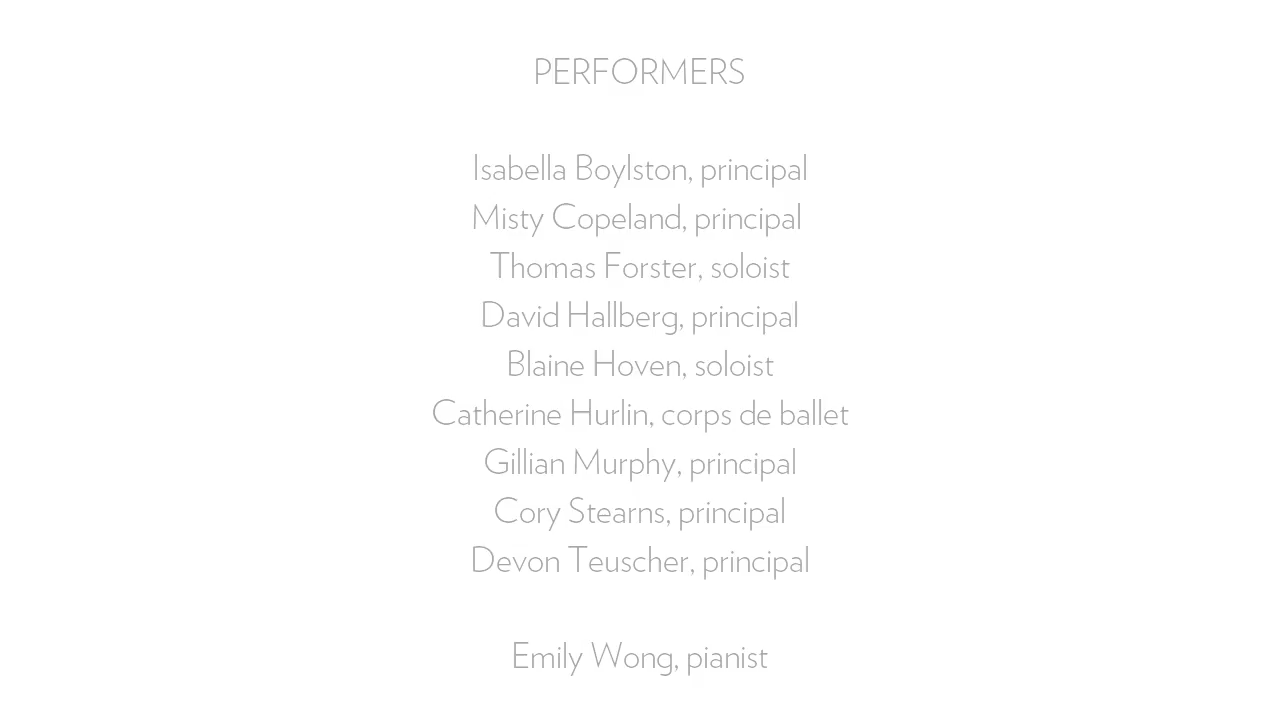 PERFORMERS
Isabella Boylston, principal
Misty Copeland, principal
Thomas Forster, soloist
David Hallberg, principal
Blaine Hoven, soloist
Catherine Hurlin, corps de ballet
Gillian Murphy, principal
Cory Stearns, principal
Devon Teuscher, principal
Emily Wong, pianist